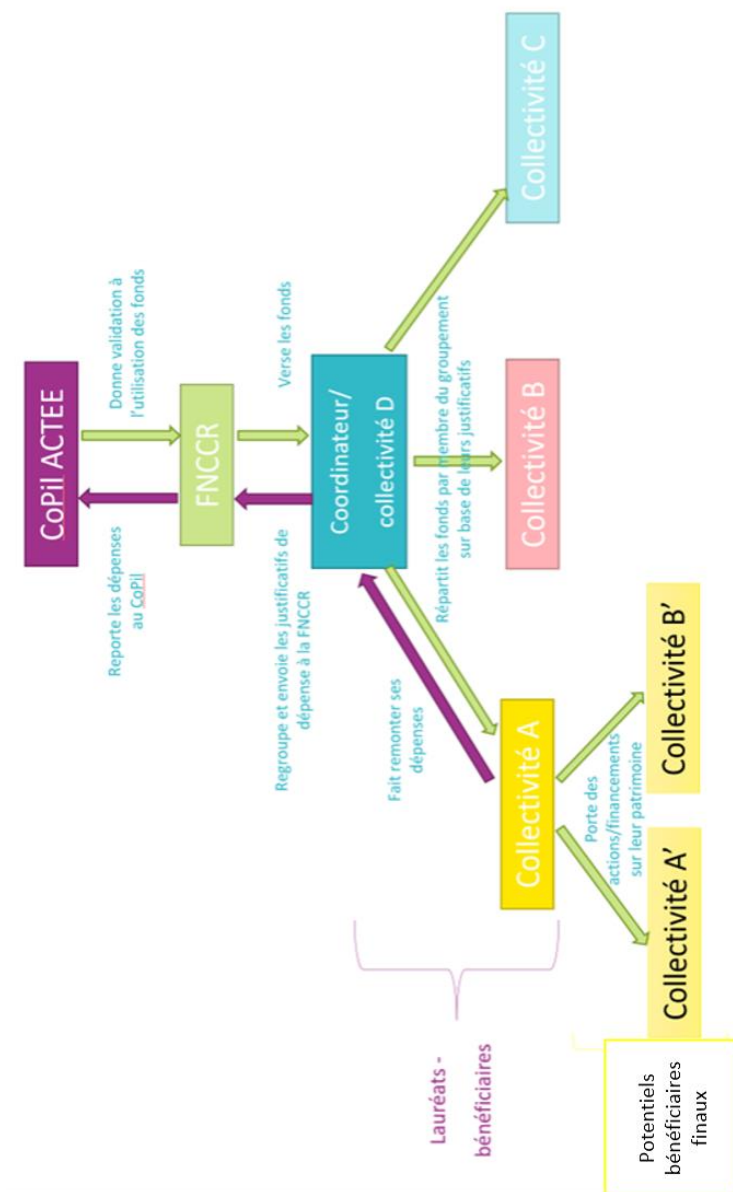 CoPil ACTEE
Reporte les dépenses
au CoPil
Donne validation à
l'utilisation des fonds
FNCCR
Regroupe et envoie les justificatifs de
dépense à la FNCCR
Verse les fonds
Coordinateur/
collectivité D
Fait remonter ses
dépenses
Répartit les fonds par membre du groupement
sur base de leurs justificatifs
Lauréats -
bénéficiaires
Collectivité A
Collectivité B
Collectivité C
Porte des
actions/financements
sur leur patrimoine
Potentiels
bénéficiaires
finaux
Collectivité A'
Collectivité B'